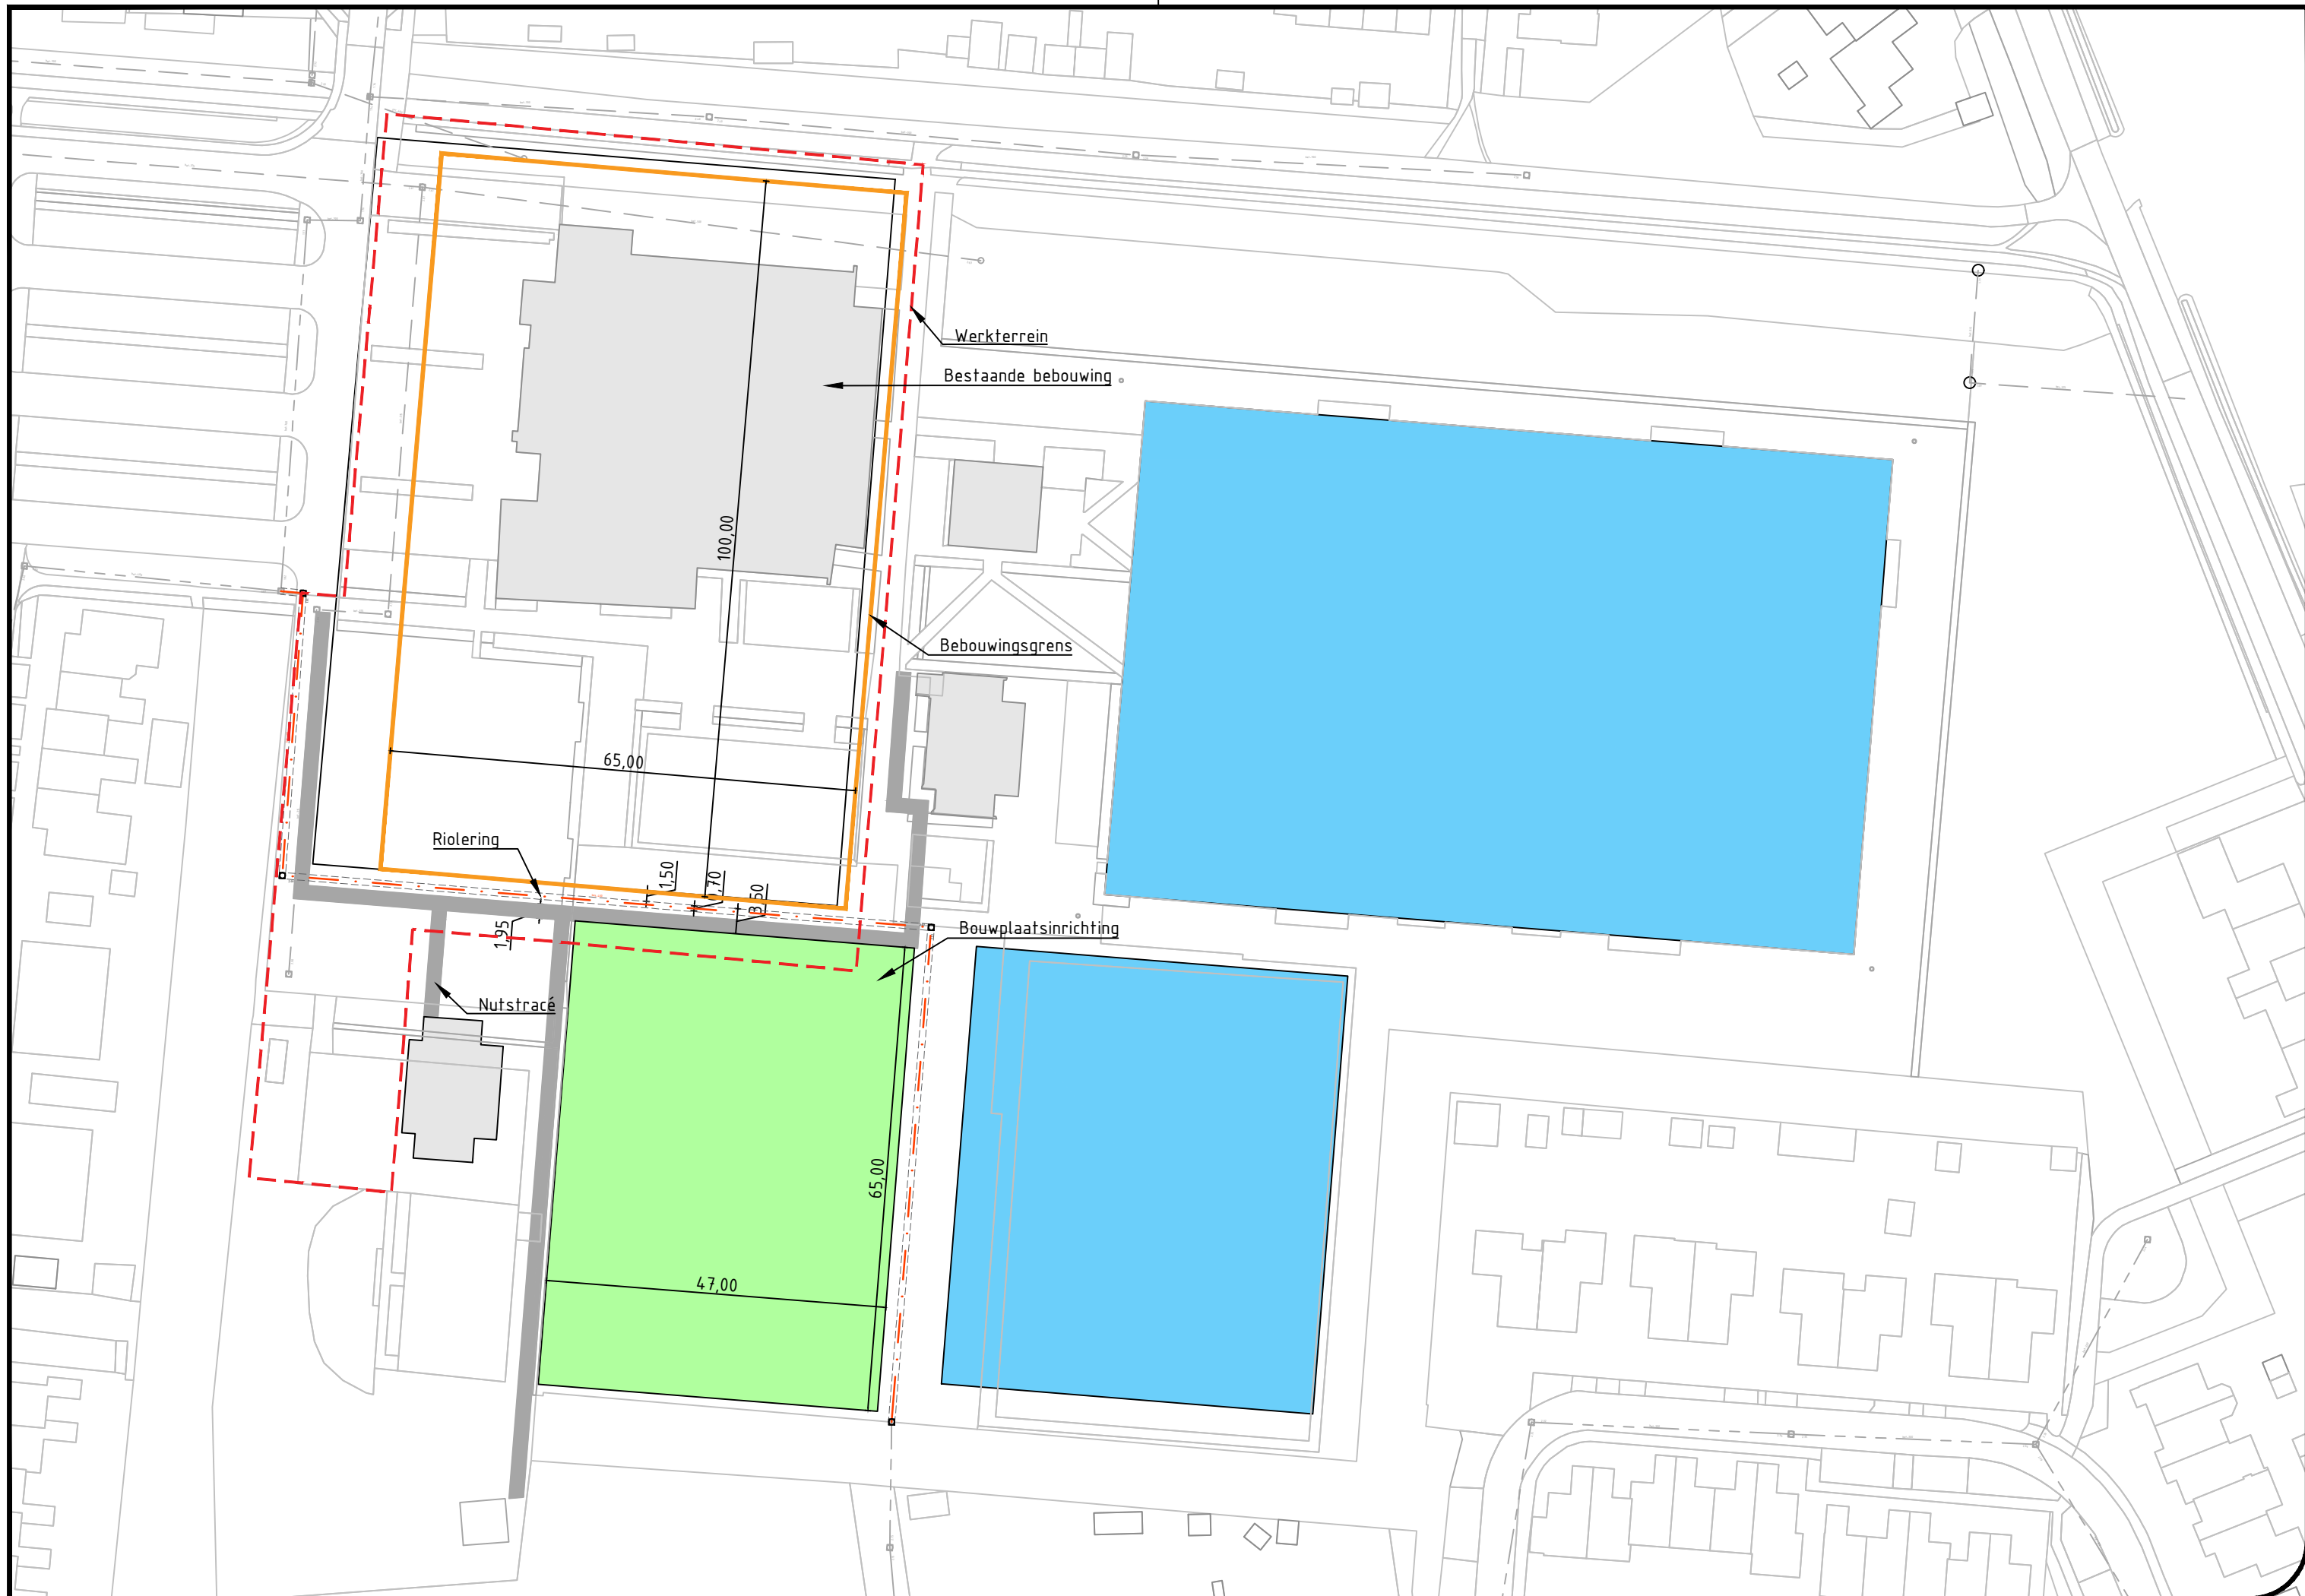 Werkterrein
Bestaande bebouwing
100,00
Bebouwingsgrens
65,00
Riolering
1,50
,70
3,50
1,95
Bouwplaatsinrichting
Nutstracé
65,00
47,00